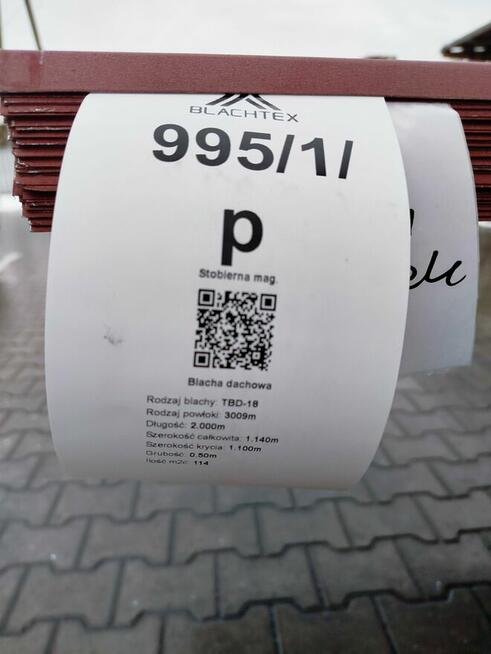 BLACHTEX
995/1/
p
Stobierna mag.
Blacha dachowa
Rodzaj blachy: TBD-18
Rodzaj powłoki: 3009m
Długość: 2.000m
Szerokość całkowita: 1.140m
Szerokość krycia: 1.100m
Grubość: 0.50m
Ilość m2c: 114